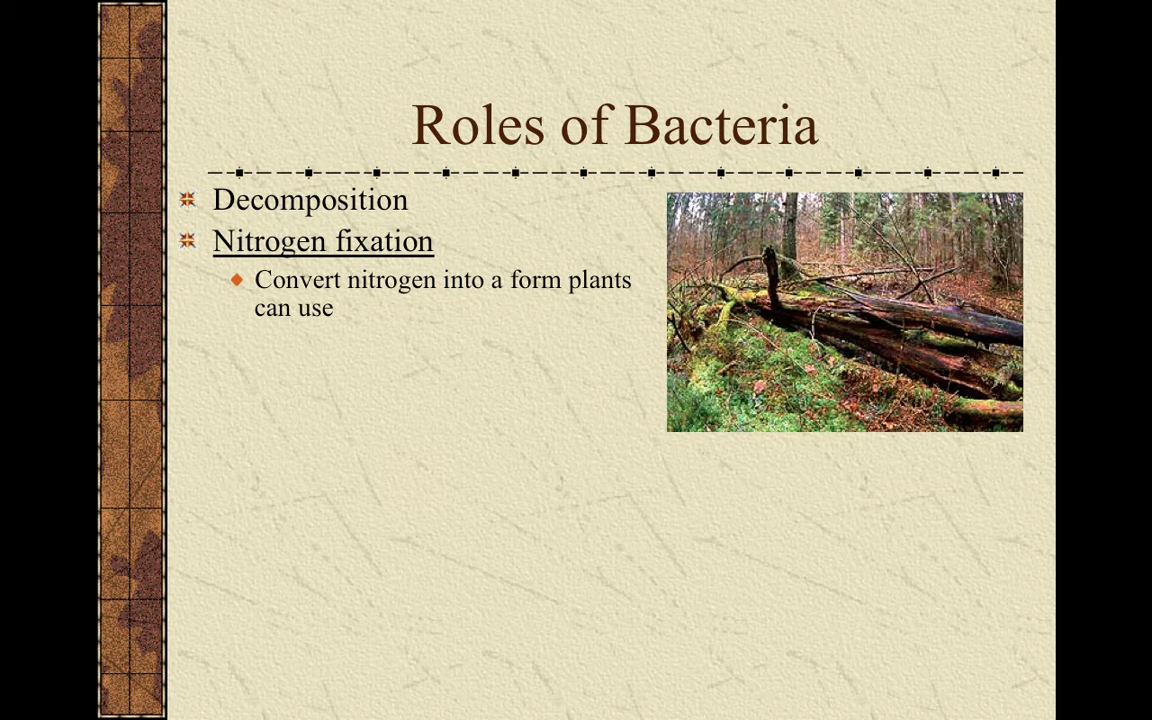 Roles of Bacteria
Decomposition
Nitrogen fixation
Convert nitrogen into a form plants
can use